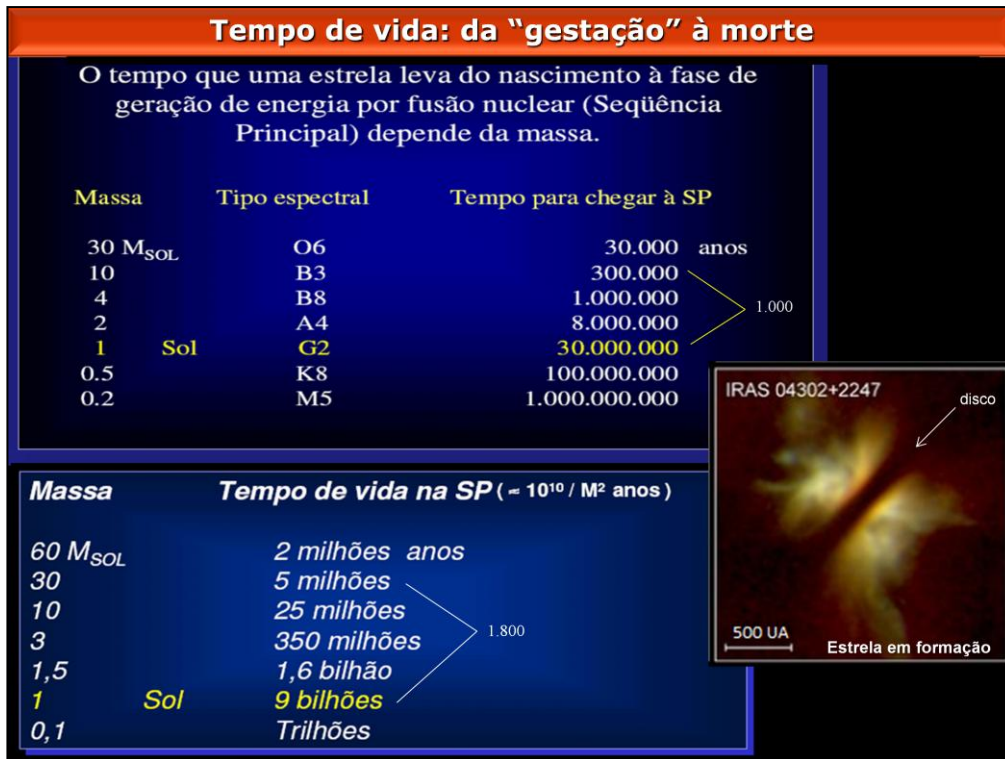 Tempo de vida: da “gestação” à morte
O tempo que uma estrela leva do nascimento à fase de
geração de energia por fusão nuclear (Seqüência
Principal) depende da massa.
Massa Tipo espectral Tempo para chegar à SP
30 M_SOL O6 30.000 anos
10 B3 300.000
4 B8 1.000.000
2 A4 8.000.000
1 Sol G2 30.000.000
0.5 K8 100.000.000
0.2 M5 1.000.000.000
1.000
IRAS 04302+2247
disco
500 UA
Estrela em formação
Massa Tempo de vida na SP (≈ 10¹⁰ / M² anos)
60 M_SOL 2 milhões anos
30 5 milhões
10 25 milhões
3 350 milhões
1,5 1,6 bilhão
1 Sol 9 bilhões
0,1 Trilhões
1.800